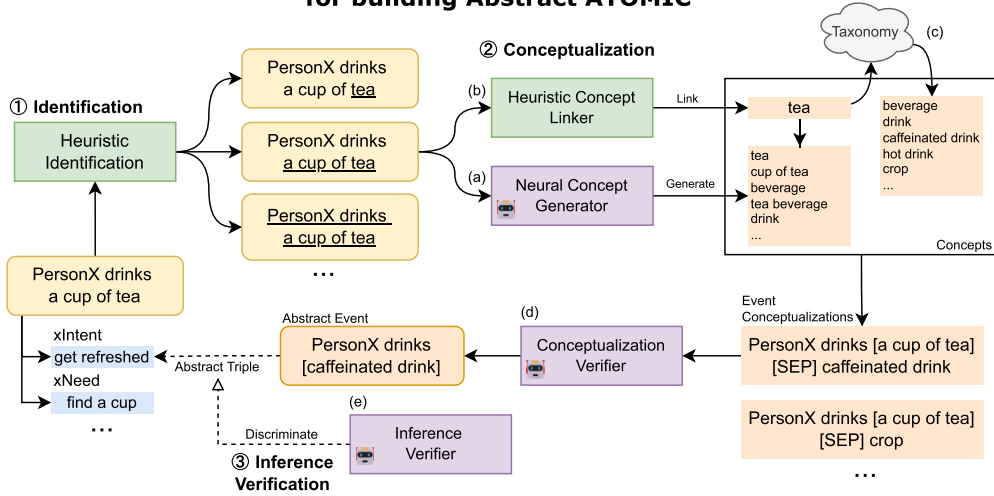 for building Abstract ATOMIC
① Identification
Heuristic
Identification
PersonX drinks
a cup of tea
PersonX drinks
a cup of tea
PersonX drinks
a cup of tea
PersonX drinks
a cup of tea
...
② Conceptualization
(b)
Heuristic Concept
Linker
(a)
Neural Concept
Generator
Link
Generate
Taxonomy
(c)
tea
tea
cup of tea
beverage
tea beverage
drink
...
beverage
drink
caffeinated drink
hot drink
crop
...
Concepts
xIntent
get refreshed
xNeed
find a cup
...
Abstract Triple
Abstract Event
PersonX drinks
[caffeinated drink]
(d)
Conceptualization
Verifier
Event
Conceptualizations
PersonX drinks [a cup of tea]
[SEP] caffeinated drink
PersonX drinks [a cup of tea]
[SEP] crop
...
(e)
Inference
Verifier
Discriminate
③ Inference
Verification